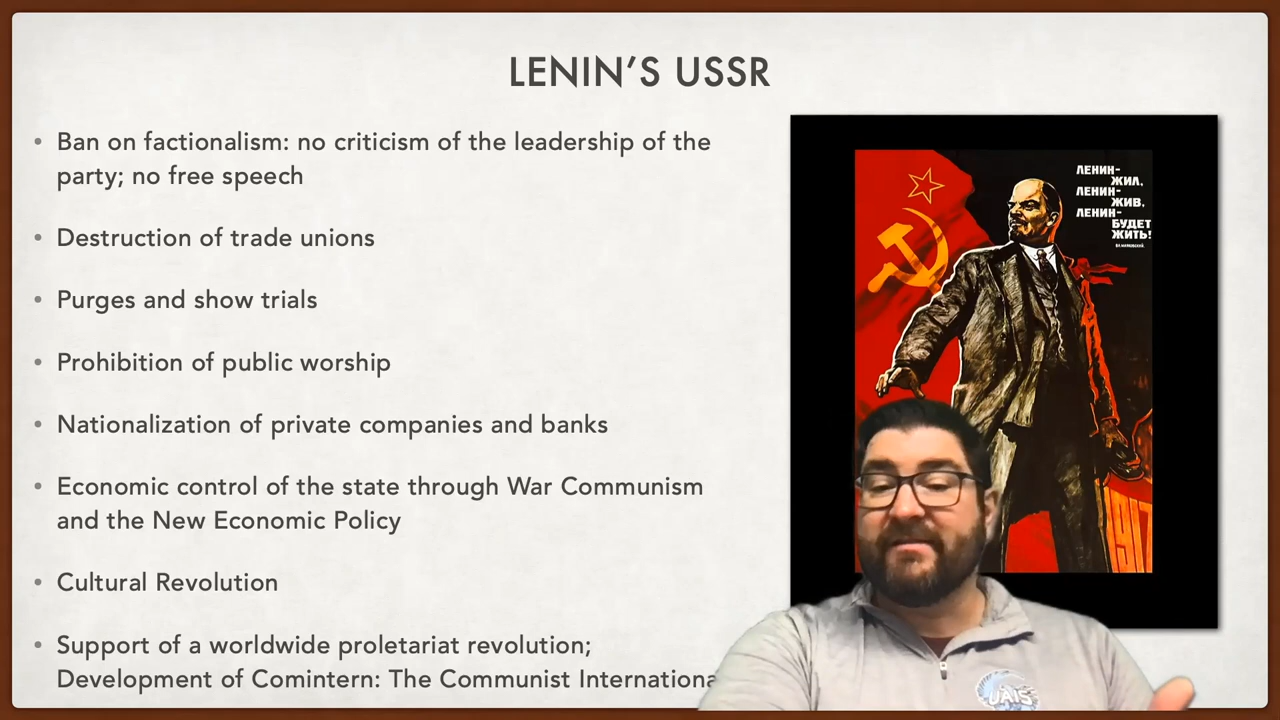 LENIN'S USSR
• Ban on factionalism: no criticism of the leadership of the
party; no free speech
• Destruction of trade unions
• Purges and show trials
• Prohibition of public worship
• Nationalization of private companies and banks
• Economic control of the state through War Communism
and the New Economic Policy
• Cultural Revolution
• Support of a worldwide proletariat revolution;
Development of Comintern: The Communist Internationa
ЛЕНИН-
ЖИЛ,
ЛЕНИН-
ЖИВ,
ЛЕНИН-
БУДЕТ
ЖИТЬ!
ВЛ. МАЯКОВСКИЙ.
UAIS